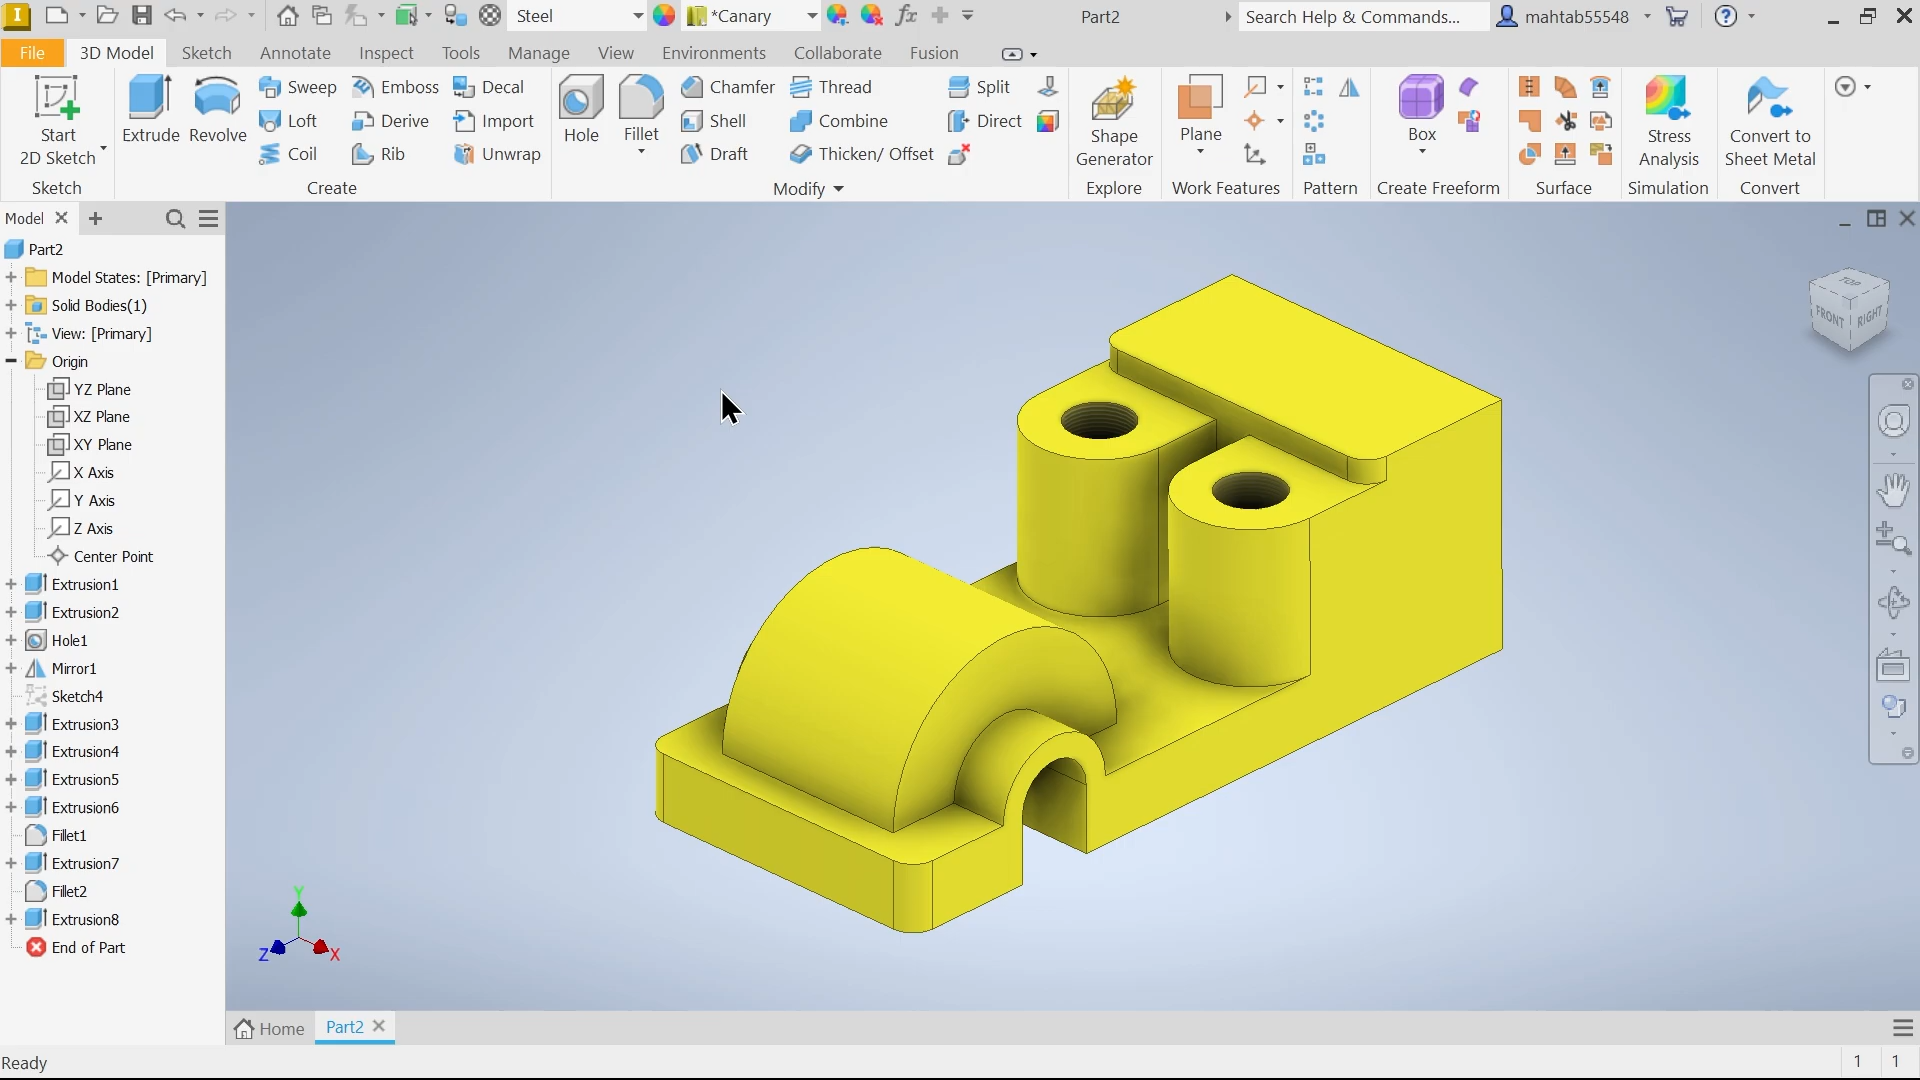 I Steel *Canary fx Part2 Search Help & Commands... mahtab55548 ?
File 3D Model Sketch Annotate Inspect Tools Manage View Environments Collaborate Fusion
Start 2D Sketch
Extrude
Revolve
Sweep Emboss Decal
Loft Derive Import
Coil Rib Unwrap
Hole
Fillet
Chamfer Thread Split
Shell Combine Direct
Draft Thicken/ Offset
Shape Generator
Plane
Box
Stress Analysis
Convert to Sheet Metal
Sketch Create Modify Explore Work Features Pattern Create Freeform Surface Simulation Convert
Model
Part2
Model States: [Primary]
Solid Bodies(1)
View: [Primary]
Origin
YZ Plane
XZ Plane
XY Plane
X Axis
Y Axis
Z Axis
Center Point
Extrusion1
Extrusion2
Hole1
Mirror1
Sketch4
Extrusion3
Extrusion4
Extrusion5
Extrusion6
Fillet1
Extrusion7
Fillet2
Extrusion8
End of Part
TOP
FRONT RIGHT
Y
Z X
Home Part2
Ready 1 1